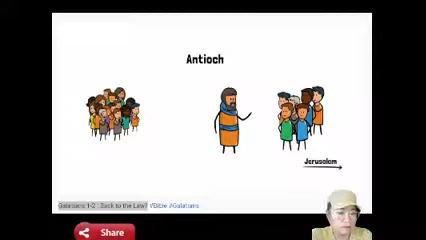 Antioch
Jerusalem
Galatians 1-2 : Back to the Law? #Bible #Galatians
Share